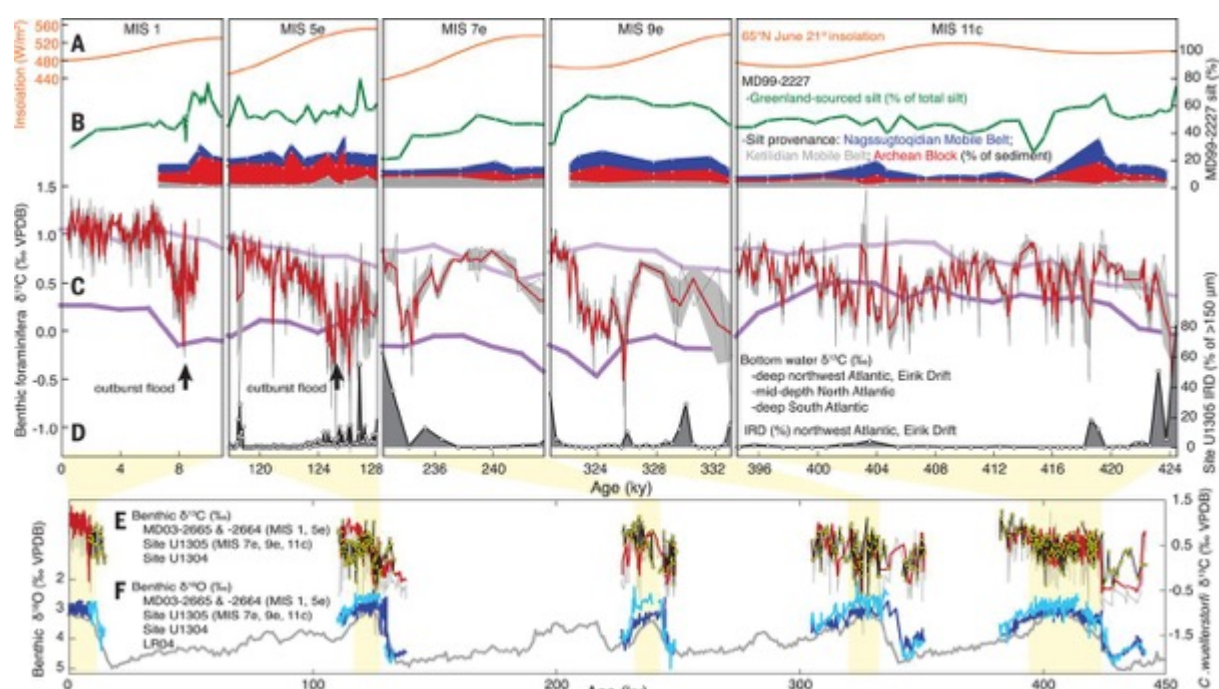 MIS 1
MIS 5e
MIS 7e
MIS 9e
MIS 11c
A
B
C
D
Insolation (W/m²)
560
520
480
440
65°N June 21st insolation
MD99-2227
-Greenland-sourced silt (% of total silt)
-Silt provenance: Nagssugtoqidian Mobile Belt;
Ketilidian Mobile Belt; Archean Block (% of sediment)
100
80
60
40
20
0
MD99-2227 silt (%)
Benthic foraminifera δ¹³C (‰ VPDB)
1.5
1.0
0.5
0.0
-0.5
-1.0
outburst flood
outburst flood
Bottom water δ¹³C (‰)
-deep northwest Atlantic, Eirik Drift
-mid-depth North Atlantic
-deep South Atlantic
IRD (%) northwest Atlantic, Eirik Drift
80
60
40
20
0
Site U1305 IRD (% of >150 µm)
0 4 8
120 124 128
236 240
324 328 332
396 400 404 408 412 416 420 424
Age (ky)
E Benthic δ¹³C (‰)
MD03-2665 & -2664 (MIS 1, 5e)
Site U1305 (MIS 7e, 9e, 11c)
Site U1304
F Benthic δ¹⁸O (‰)
MD03-2665 & -2664 (MIS 1, 5e)
Site U1305 (MIS 7e, 9e, 11c)
Site U1304
LR04
Benthic δ¹⁸O (‰ VPDB)
2
3
4
5
1.5
0.5
-0.5
-1.5
C. wuellerstorfi δ¹³C (‰ VPDB)
0 100 200 300 400 450
Age (ky)